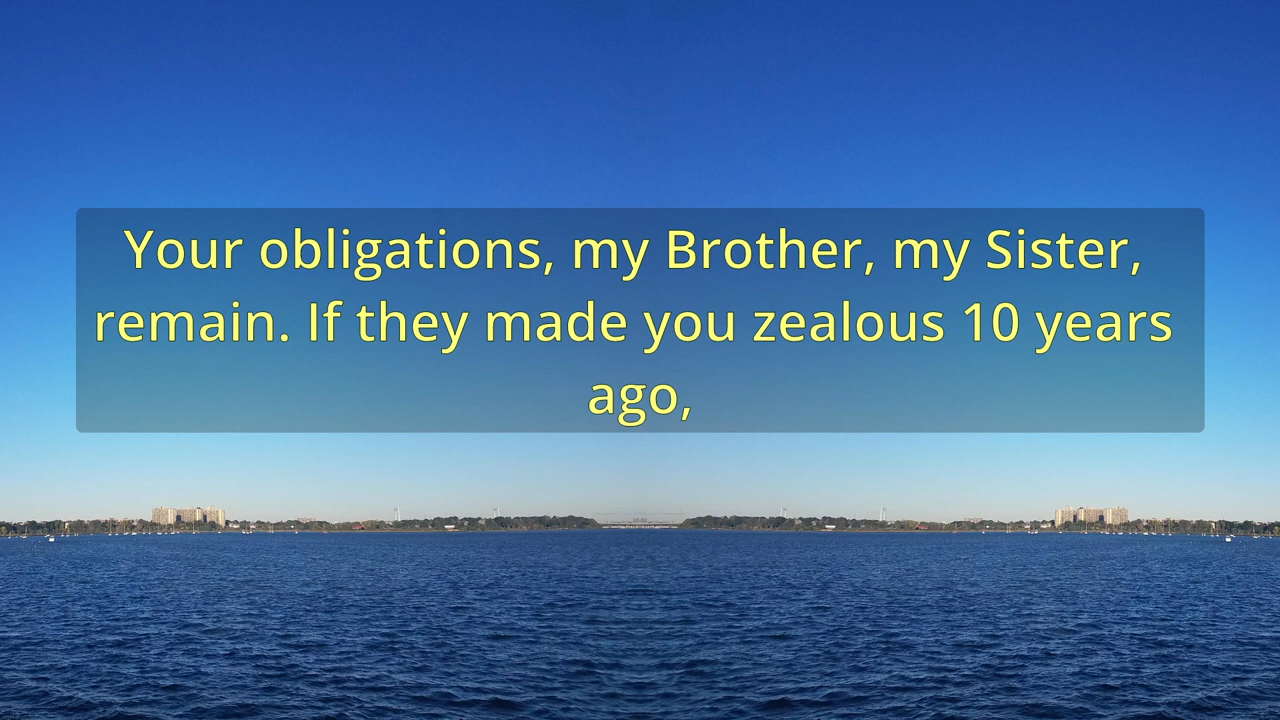 Your obligations, my Brother, my Sister,
remain. If they made you zealous 10 years
ago,